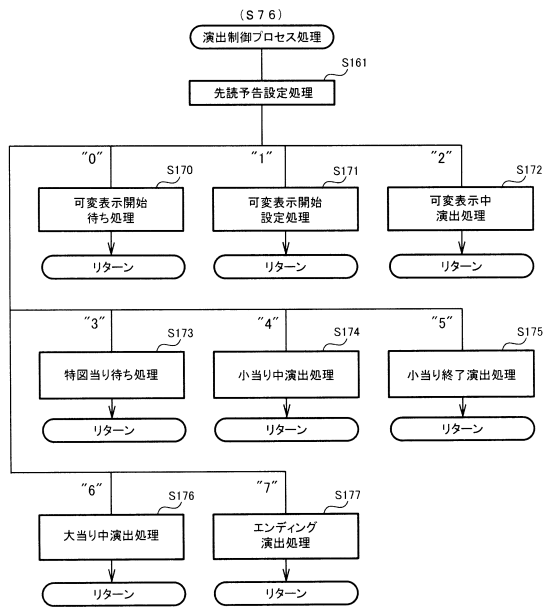 (S76)
演出制御プロセス処理
S161
先読予告設定処理
"0"
"1"
"2"
S170
S171
S172
可変表示開始
待ち処理
可変表示開始
設定処理
可変表示中
演出処理
リターン
リターン
リターン
"3"
"4"
"5"
S173
S174
S175
特図当り待ち処理
小当り中演出処理
小当り終了演出処理
リターン
リターン
リターン
"6"
"7"
S176
S177
大当り中演出処理
エンディング
演出処理
リターン
リターン